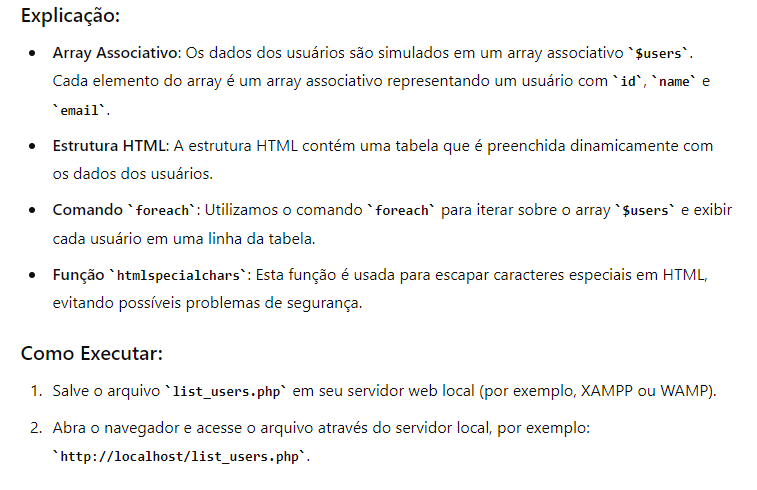 Explicação:
• Array Associativo: Os dados dos usuários são simulados em um array associativo `$users`.
Cada elemento do array é um array associativo representando um usuário com `id`, `name` e
`email`.
• Estrutura HTML: A estrutura HTML contém uma tabela que é preenchida dinamicamente com
os dados dos usuários.
• Comando `foreach`: Utilizamos o comando `foreach` para iterar sobre o array `$users` e exibir
cada usuário em uma linha da tabela.
• Função `htmlspecialchars`: Esta função é usada para escapar caracteres especiais em HTML,
evitando possíveis problemas de segurança.
Como Executar:
1. Salve o arquivo `list_users.php` em seu servidor web local (por exemplo, XAMPP ou WAMP).
2. Abra o navegador e acesse o arquivo através do servidor local, por exemplo:
`http://localhost/list_users.php`.